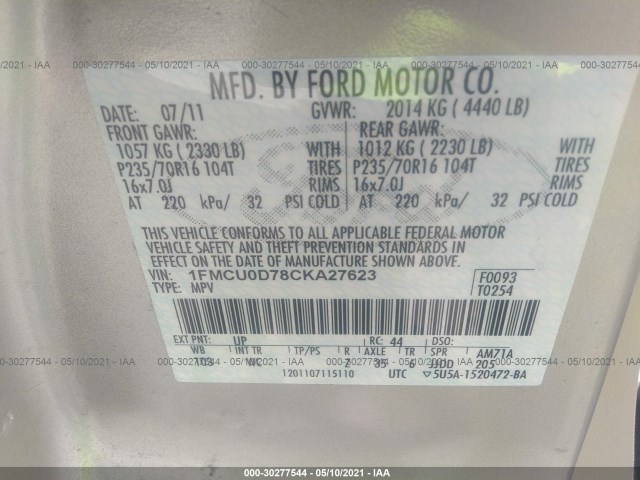 000-30277544 - 05/10/2021 - IAA
MFD. BY FORD MOTOR CO.
DATE: 07/11 GVWR: 2014 KG ( 4440 LB)
FRONT GAWR: REAR GAWR:
1057 KG ( 2330 LB) WITH 1012 KG ( 2230 LB) WITH
P235/70R16 104T TIRES P235/70R16 104T TIRES
16x7.0J RIMS 16x7.0J RIMS
AT 220 kPa/ 32 PSI COLD AT 220 kPa/ 32 PSI COLD
THIS VEHICLE CONFORMS TO ALL APPLICABLE FEDERAL MOTOR
VEHICLE SAFETY AND THEFT PREVENTION STANDARDS IN
EFFECT ON THE DATE OF MANUFACTURE SHOWN ABOVE.
VIN: 1FMCU0D78CKA27623 F0093
TYPE: MPV T0254
EXT PNT: UP RC: 44 DSO:
WB INT TR TP/PS R AXLE TR SPR AM71A
103 WC 2 35 6 JJDD 205
1201107115110 UTC 5U5A-1520472-BA
000-30277544 - 05/10/2021 - IAA